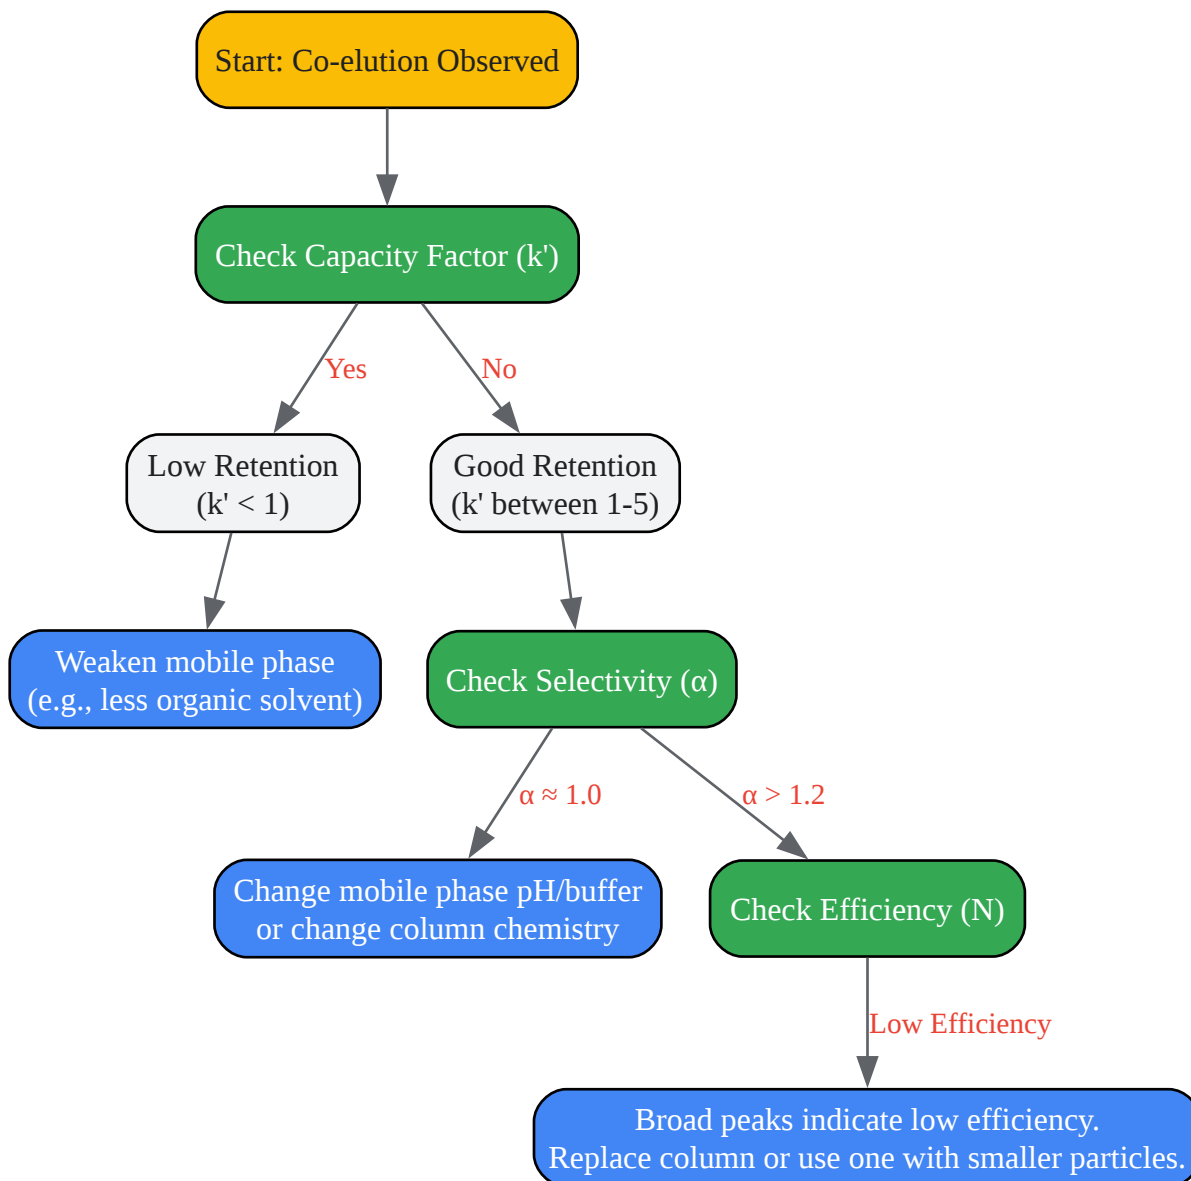 Start: Co-elution Observed
Check Capacity Factor (k')
Yes
No
Low Retention
(k' < 1)
Good Retention
(k' between 1-5)
Weaken mobile phase
(e.g., less organic solvent)
Check Selectivity (α)
α ≈ 1.0
α > 1.2
Change mobile phase pH/buffer
or change column chemistry
Check Efficiency (N)
Low Efficiency
Broad peaks indicate low efficiency.
Replace column or use one with smaller particles.